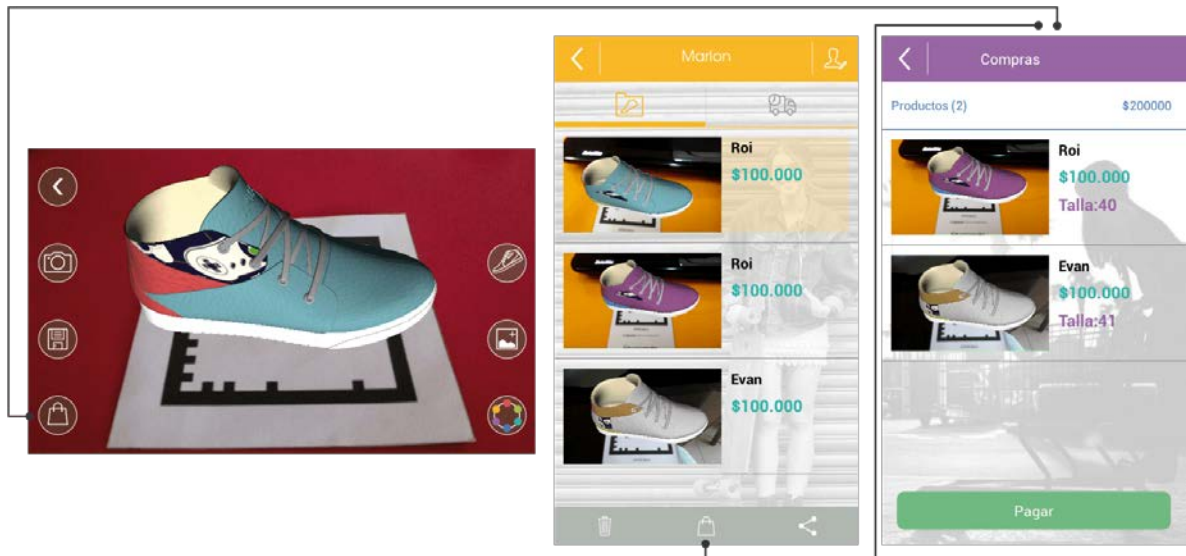 Marlon
Roi
$100.000
Roi
$100.000
Evan
$100.000
Compras
Productos (2)
$200000
Roi
$100.000
Talla:40
Evan
$100.000
Talla:41
Pagar